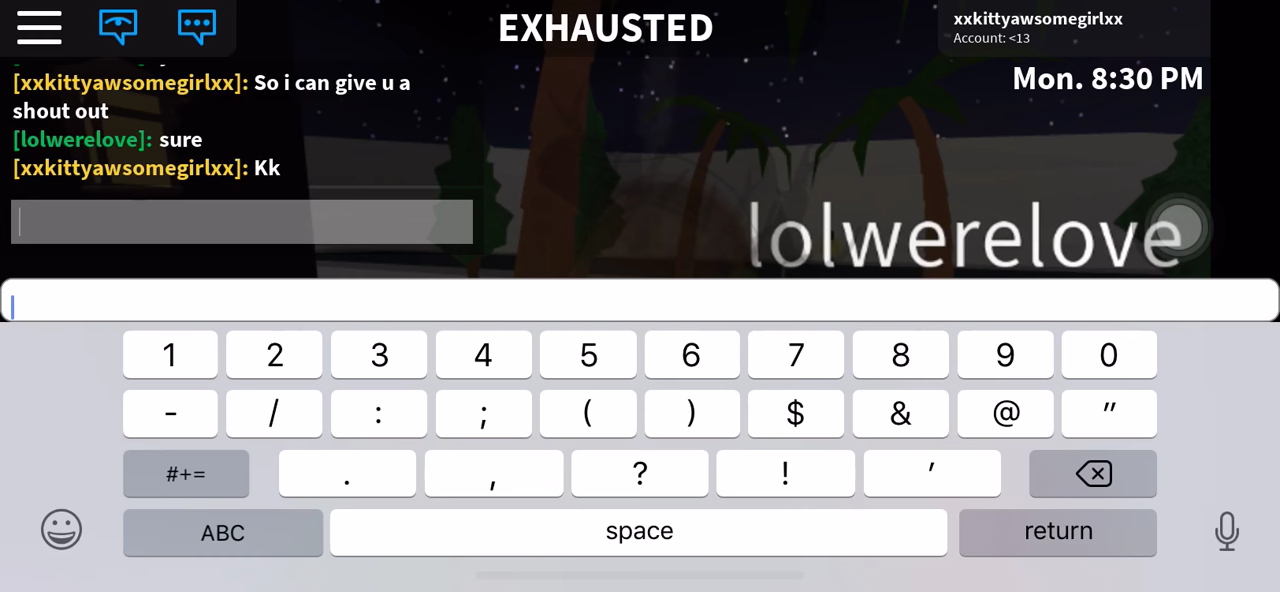 EXHAUSTED
xxkittyawsomegirlxx
Account: <13
Mon. 8:30 PM
[xxkittyawsomegirlxx]: So i can give u a
shout out
[lolwerelove]: sure
[xxkittyawsomegirlxx]: Kk
lolwerelove
1 2 3 4 5 6 7 8 9 0
- / : ; ( ) $ & @ "
#+= . , ? ! '
ABC space return